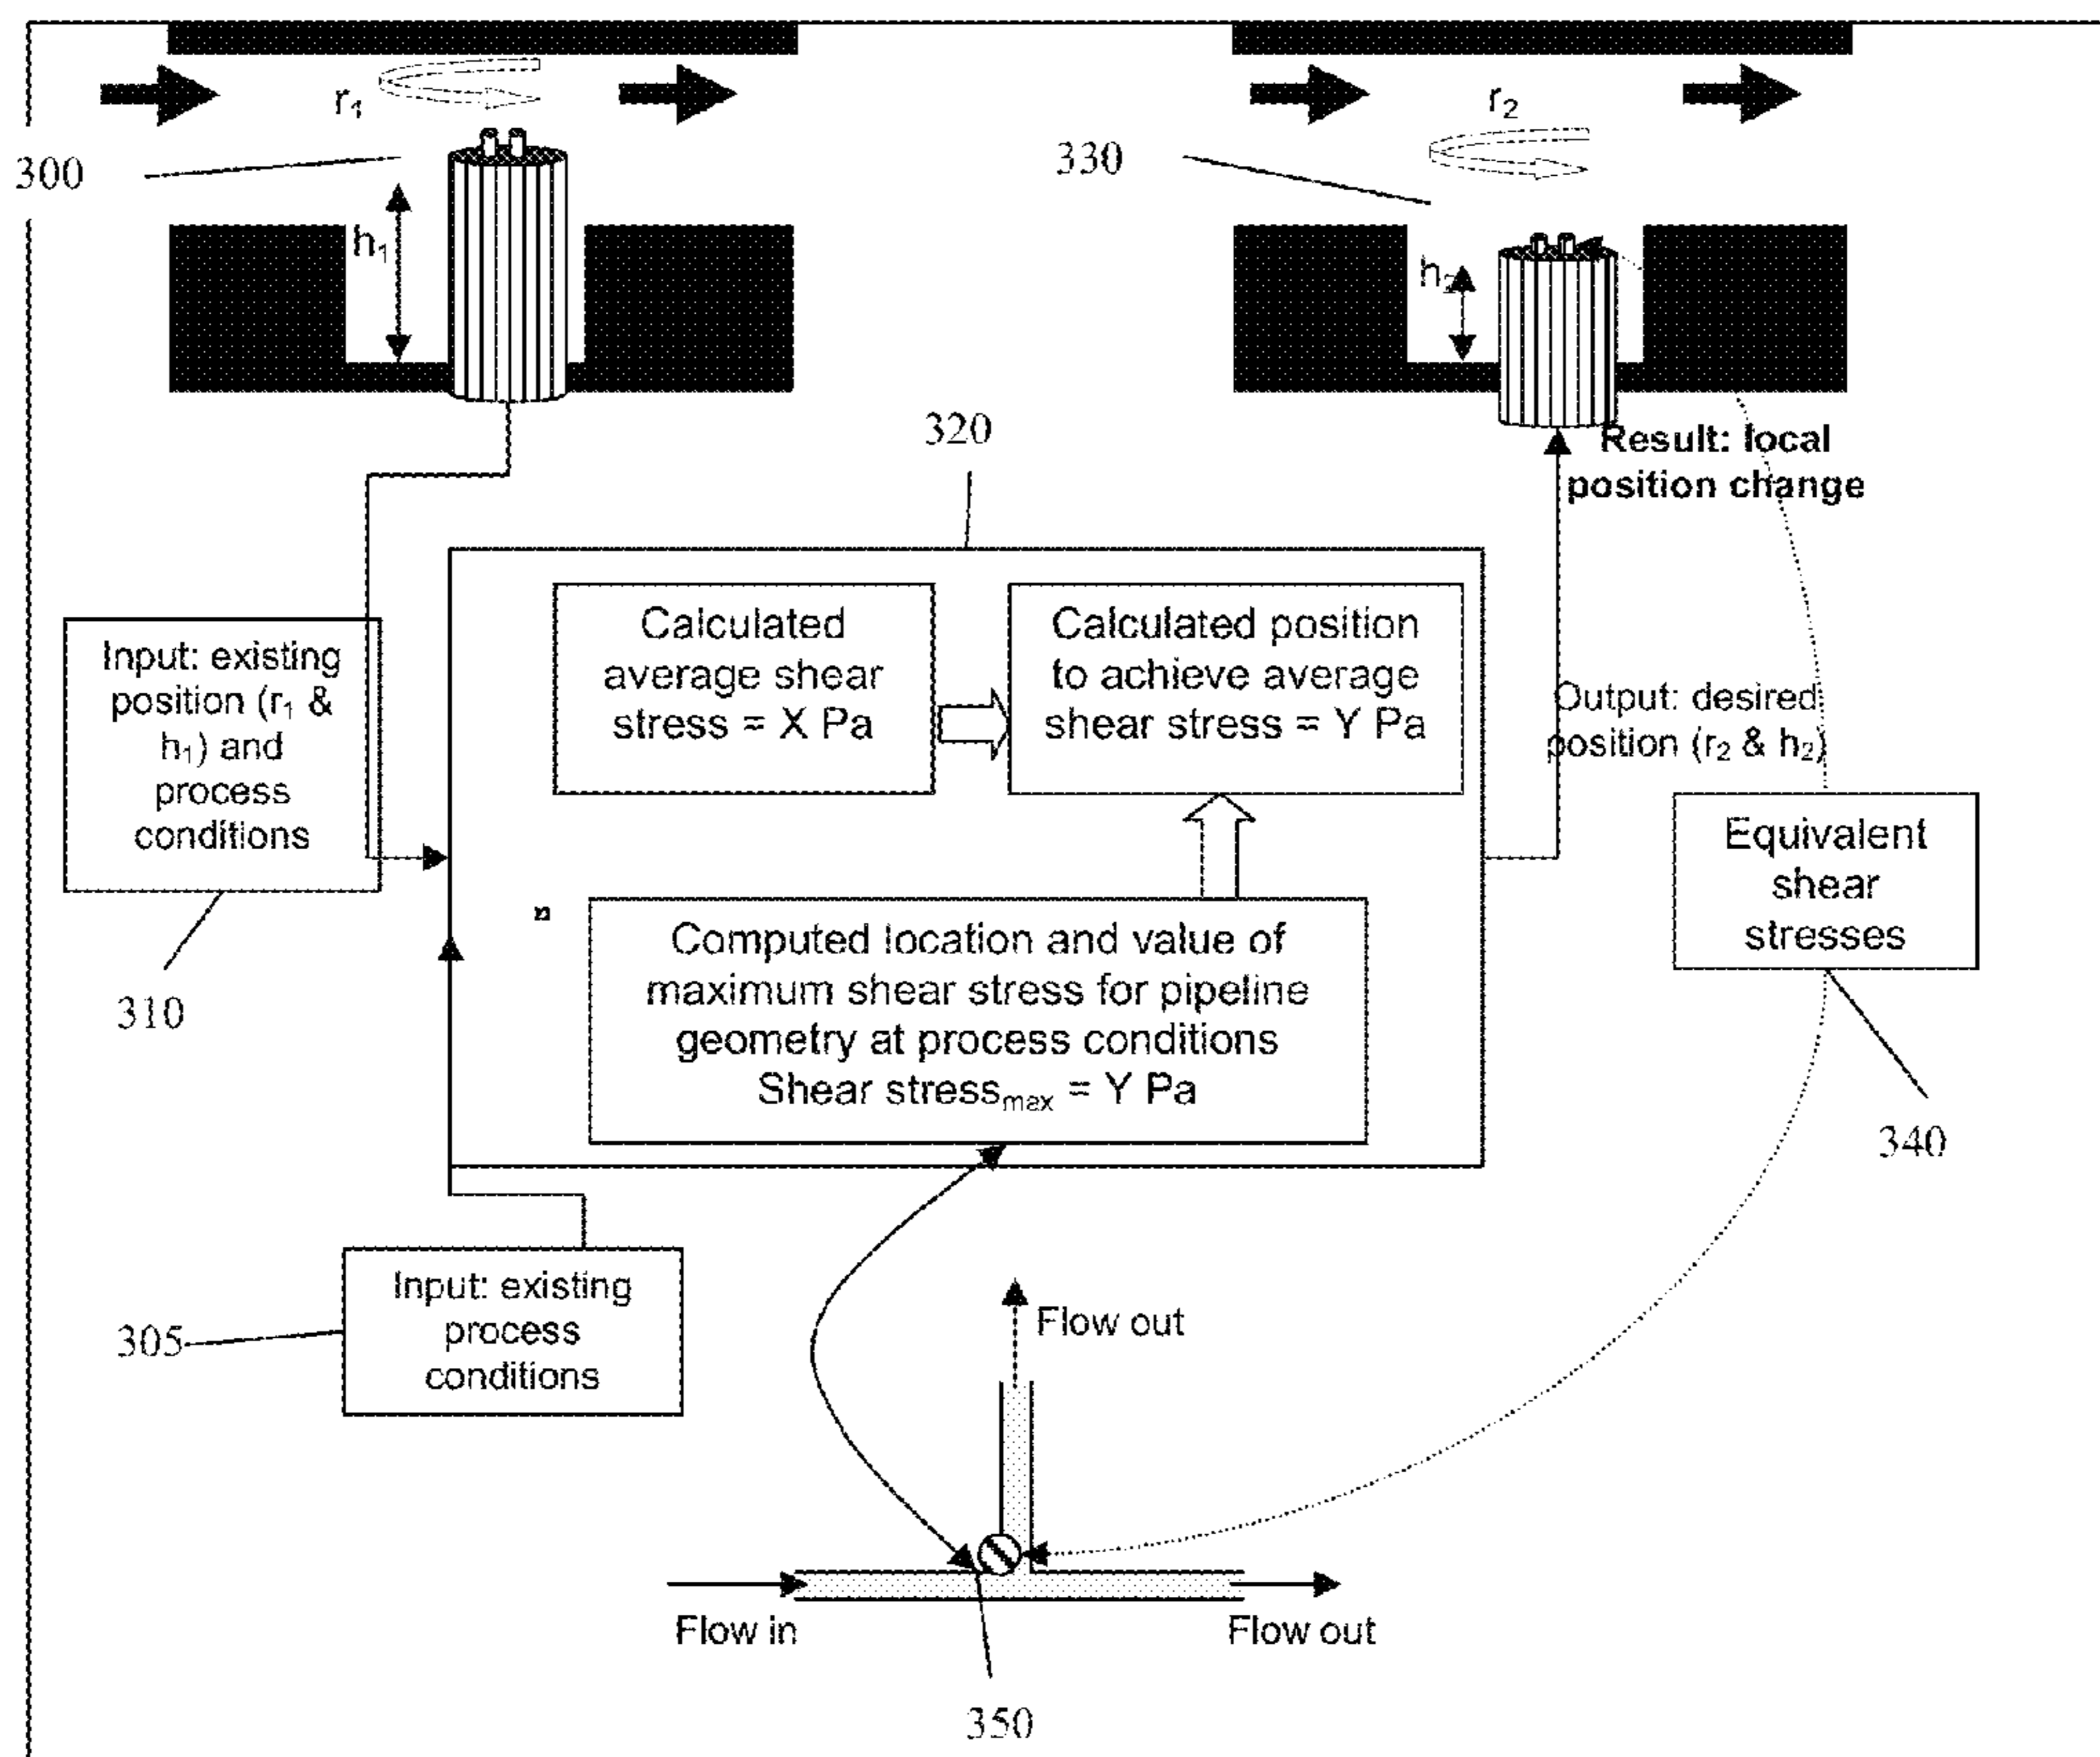 r₁
r₂
300
330
h₁
h₂
320
Result: local
position change
Input: existing
position (r₁ &
h₁) and
process
conditions
Calculated
average shear
stress = X Pa
Calculated position
to achieve average
shear stress = Y Pa
Output: desired
position (r₂ & h₂)
Equivalent
shear
stresses
¤
Computed location and value of
maximum shear stress for pipeline
geometry at process conditions
Shear stressₘₐₓ = Y Pa
310
340
Input: existing
process
conditions
305
Flow out
Flow in
Flow out
350